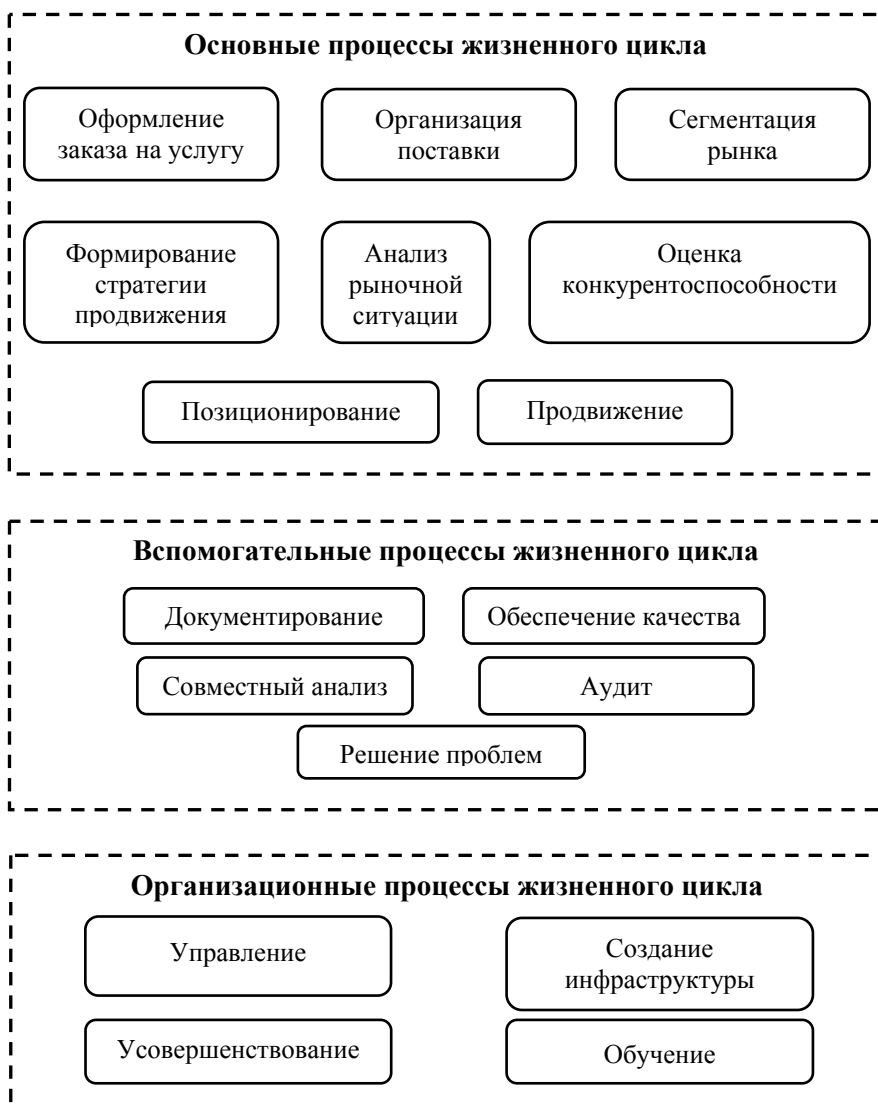 Основные процессы жизненного цикла
Оформление
заказа на услугу
Организация
поставки
Сегментация
рынка
Формирование
стратегии
продвижения
Анализ
рыночной
ситуации
Оценка
конкурентоспособности
Позиционирование
Продвижение
Вспомогательные процессы жизненного цикла
Документирование
Обеспечение качества
Совместный анализ
Аудит
Решение проблем
Организационные процессы жизненного цикла
Управление
Создание
инфраструктуры
Усовершенствование
Обучение